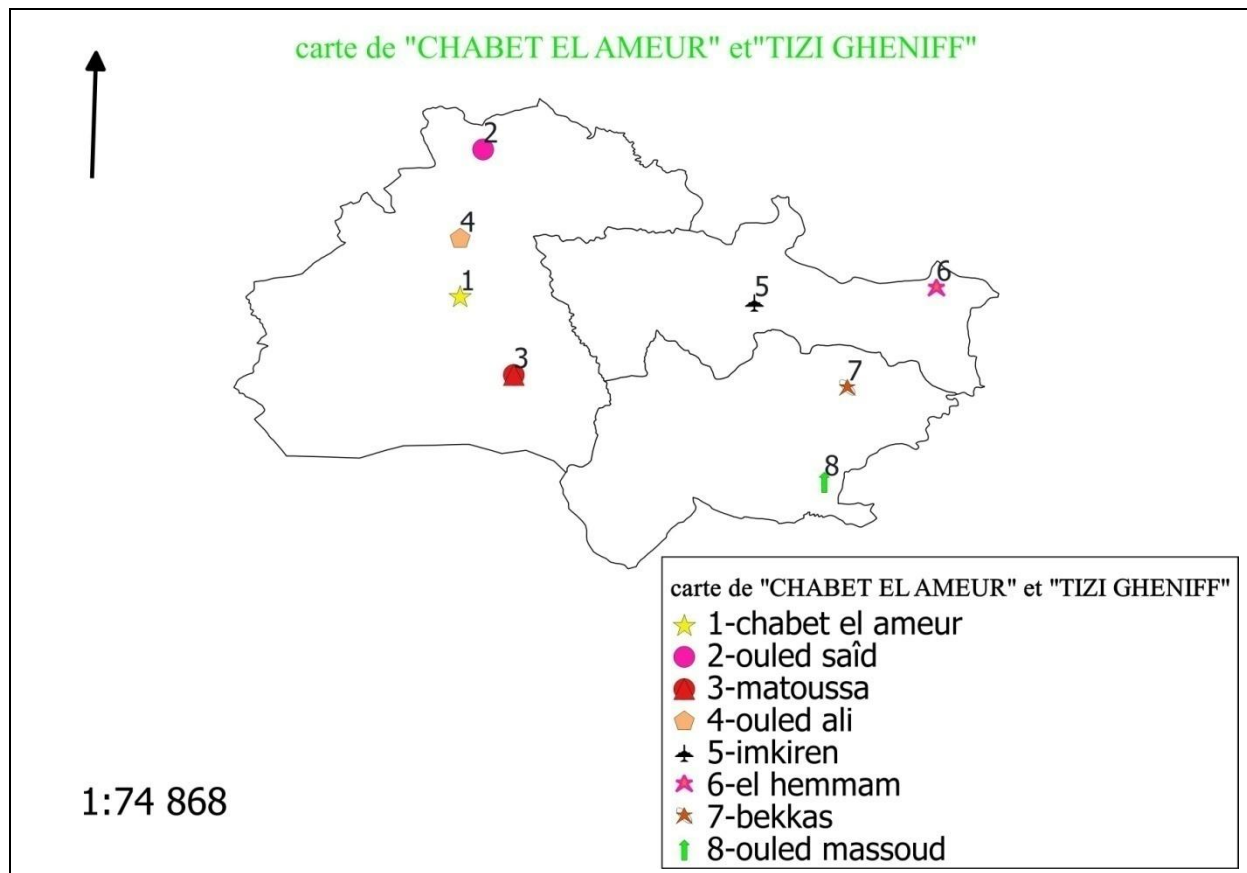 carte de "CHABET EL AMEUR" et"TIZI GHENIFF"
2
4
1
6
5
3
7
8
carte de "CHABET EL AMEUR" et "TIZI GHENIFF"
1-chabet el ameur
2-ouled saîd
3-matoussa
4-ouled ali
5-imkiren
6-el hemmam
7-bekkas
8-ouled massoud
1:74 868